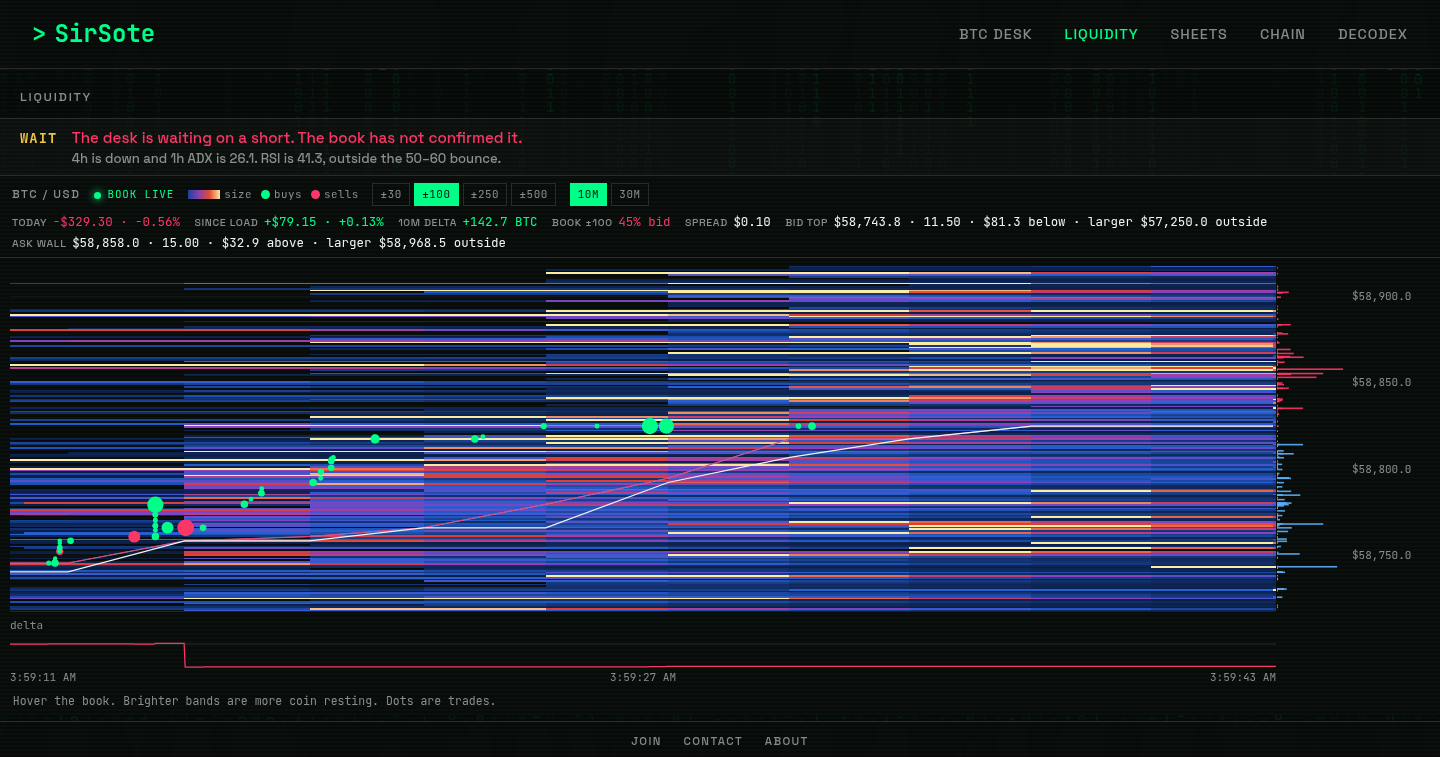 > SirSote
BTC DESK LIQUIDITY SHEETS CHAIN DECODEX
LIQUIDITY
WAIT The desk is waiting on a short. The book has not confirmed it.
4h is down and 1h ADX is 26.1. RSI is 41.3, outside the 50–60 bounce.
BTC / USD BOOK LIVE size buys sells ±30 ±100 ±250 ±500 10M 30M
TODAY -$329.30 · -0.56% SINCE LOAD +$79.15 · +0.13% 10M DELTA +142.7 BTC BOOK ±100 45% bid SPREAD $0.10 BID TOP $58,743.8 · 11.50 · $81.3 below · larger $57,250.0 outside
ASK WALL $58,858.0 · 15.00 · $32.9 above · larger $58,968.5 outside
$58,900.0
$58,850.0
$58,800.0
$58,750.0
delta
3:59:11 AM 3:59:27 AM 3:59:43 AM
Hover the book. Brighter bands are more coin resting. Dots are trades.
JOIN CONTACT ABOUT